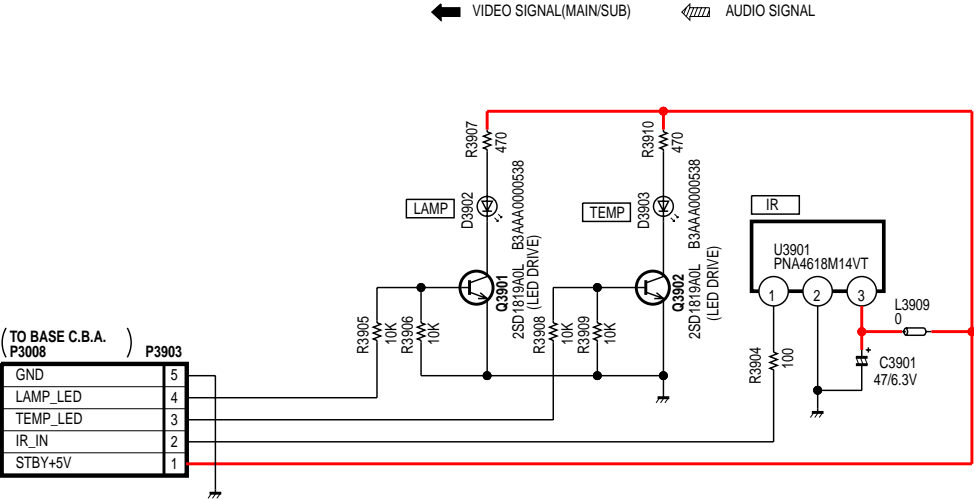 VIDEO SIGNAL(MAIN/SUB)
AUDIO SIGNAL
R3907
470
R3910
470
LAMP
D3902
B3AAA0000538
TEMP
D3903
B3AAA0000538
IR
U3901
PNA4618M14VT
1
2
3
Q3901
2SD1819A0L
(LED DRIVE)
Q3902
2SD1819A0L
(LED DRIVE)
L3909
0
R3905
10K
R3906
10K
R3908
10K
R3909
10K
R3904
100
+
C3901
47/6.3V
(TO BASE C.B.A.)
P3008
P3903
GND 5
LAMP_LED 4
TEMP_LED 3
IR_IN 2
STBY+5V 1